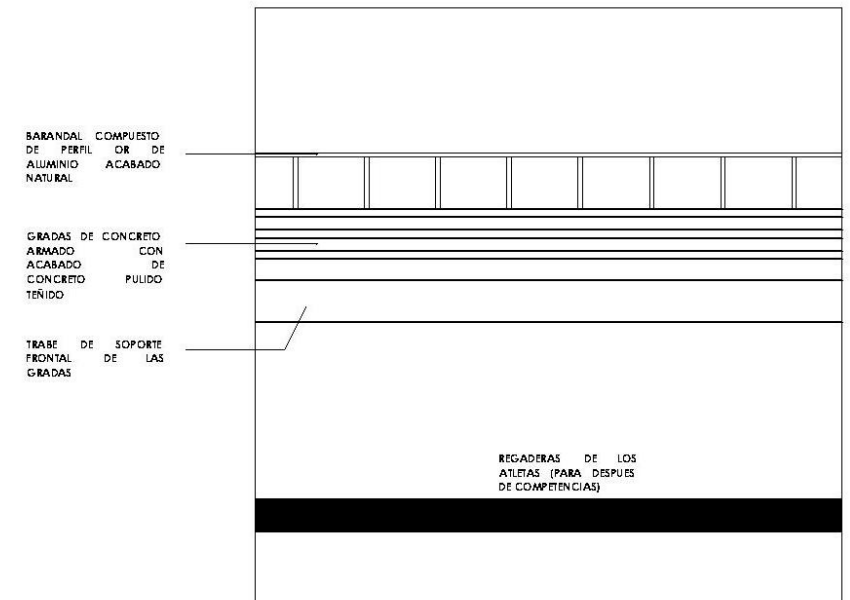 BARANDAL COMPUESTO
DE PERFIL OR DE
ALUMINIO ACABADO
NATURAL
GRADAS DE CONCRETO
ARMADO CON
ACABADO DE
CONCRETO PULIDO
TEÑIDO
TRABE DE SOPORTE
FRONTAL DE LAS
GRADAS
REGADERAS DE LOS
ATLETAS (PARA DESPUES
DE COMPETENCIAS)